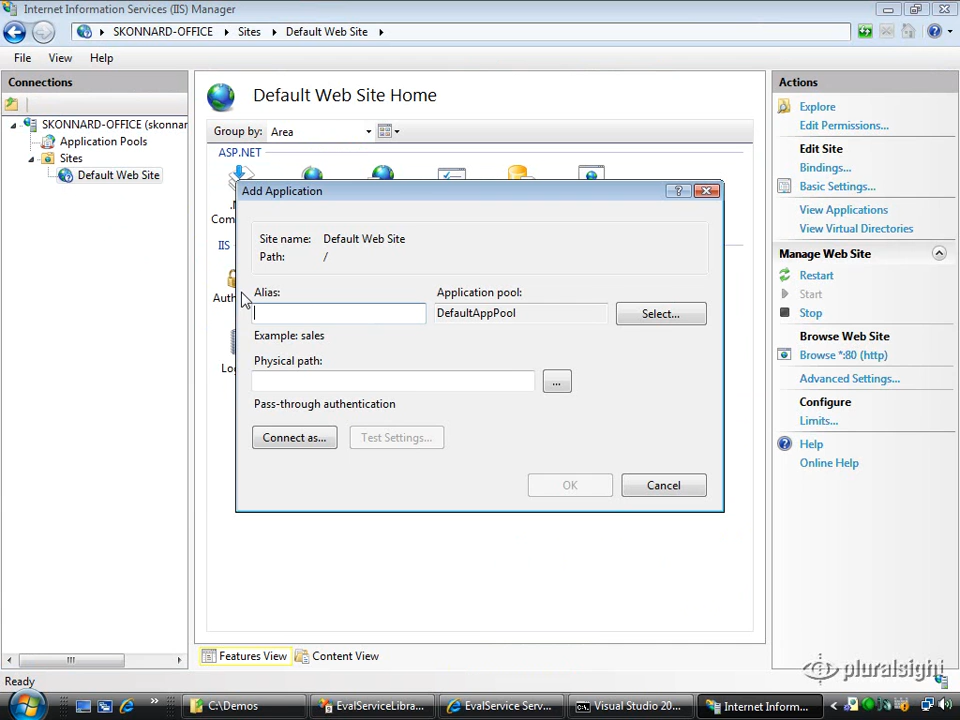 Internet Information Services (IIS) Manager
SKONNARD-OFFICE Sites Default Web Site
File View Help
Connections
SKONNARD-OFFICE (skonnar
Application Pools
Sites
Default Web Site
Default Web Site Home
Group by: Area
ASP.NET
Com
IIS
Auth
Lo
Add Application
Site name: Default Web Site
Path: /
Alias:
Application pool:
DefaultAppPool
Select...
Example: sales
Physical path:
...
Pass-through authentication
Connect as...
Test Settings...
OK
Cancel
Features View
Content View
Actions
Explore
Edit Permissions...
Edit Site
Bindings...
Basic Settings...
View Applications
View Virtual Directories
Manage Web Site
Restart
Start
Stop
Browse Web Site
Browse *:80 (http)
Advanced Settings...
Configure
Limits...
Help
Online Help
pluralsight
Ready
C:\Demos
EvalServiceLibra...
EvalService Serv...
Visual Studio 20...
Internet Inform...